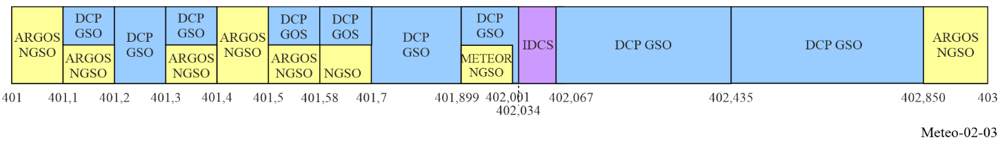 ARGOS
NGSO
DCP
GSO
ARGOS
NGSO
DCP
GSO
DCP
GSO
ARGOS
NGSO
ARGOS
NGSO
DCP
GOS
ARGOS
NGSO
DCP
GOS
NGSO
DCP
GSO
DCP
GSO
METEOR
NGSO
IDCS
DCP GSO
DCP GSO
ARGOS
NGSO
401 401,1 401,2 401,3 401,4 401,5 401,58 401,7 401,899 402,001 402,067 402,435 402,850 403
402,034
Meteo-02-03